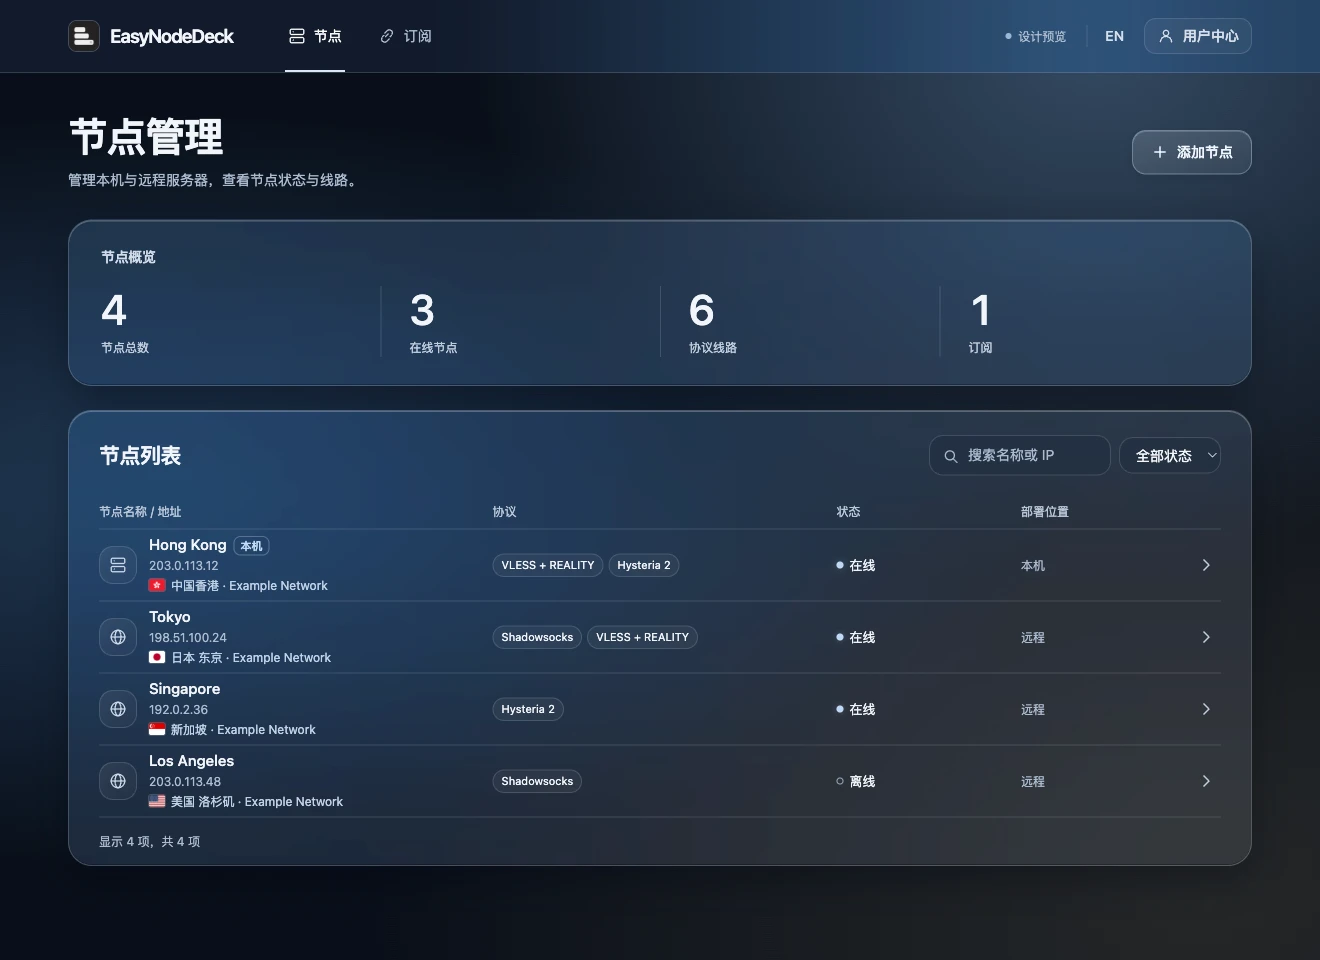 EasyNodeDeck
节点
订阅
设计预览
EN
用户中心
节点管理
管理本机与远程服务器，查看节点状态与线路。
添加节点
节点概览
4
节点总数
3
在线节点
6
协议线路
1
订阅
节点列表
搜索名称或 IP
全部状态
节点名称 / 地址
协议
状态
部署位置
Hong Kong 本机
203.0.113.12
中国香港 · Example Network
VLESS + REALITY
Hysteria 2
在线
本机
Tokyo
198.51.100.24
日本 东京 · Example Network
Shadowsocks
VLESS + REALITY
在线
远程
Singapore
192.0.2.36
新加坡 · Example Network
Hysteria 2
在线
远程
Los Angeles
203.0.113.48
美国 洛杉矶 · Example Network
Shadowsocks
离线
远程
显示 4 项，共 4 项